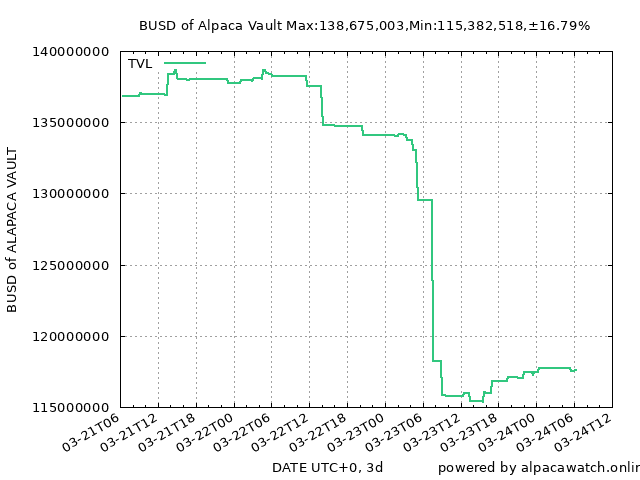 BUSD of Alpaca Vault Max:138,675,003,Min:115,382,518,±16.79%
TVL
140000000
135000000
130000000
125000000
120000000
115000000
BUSD of ALAPACA VAULT
03-21T06
03-21T12
03-21T18
03-22T00
03-22T06
03-22T12
03-22T18
03-23T00
03-23T06
03-23T12
03-23T18
03-24T00
03-24T06
03-24T12
DATE UTC+0, 3d
powered by alpacawatch.onlin